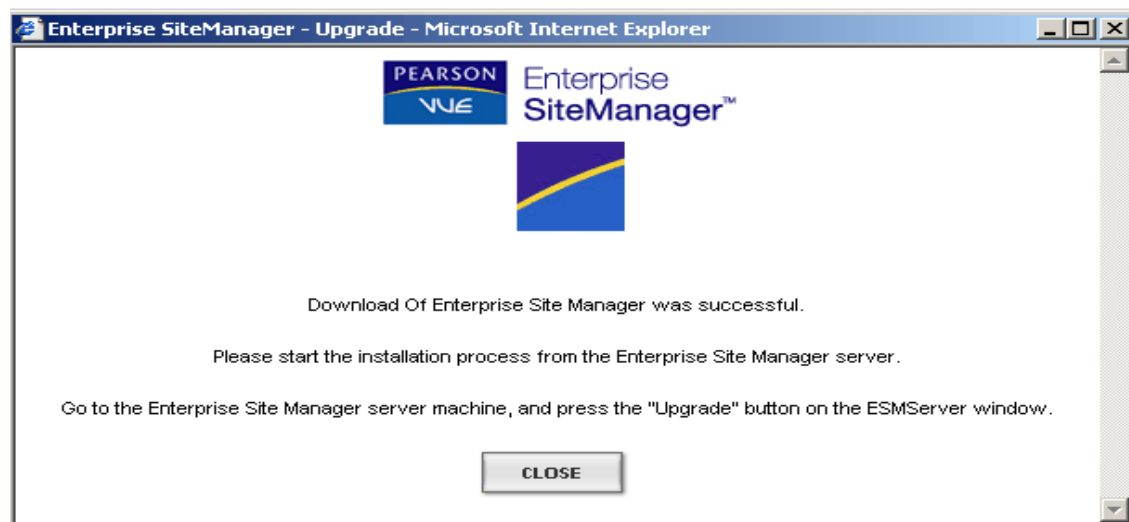 Enterprise SiteManager - Upgrade - Microsoft Internet Explorer
PEARSON
VUE
Enterprise
SiteManager™
Download Of Enterprise Site Manager was successful.
Please start the installation process from the Enterprise Site Manager server.
Go to the Enterprise Site Manager server machine, and press the "Upgrade" button on the ESMServer window.
CLOSE